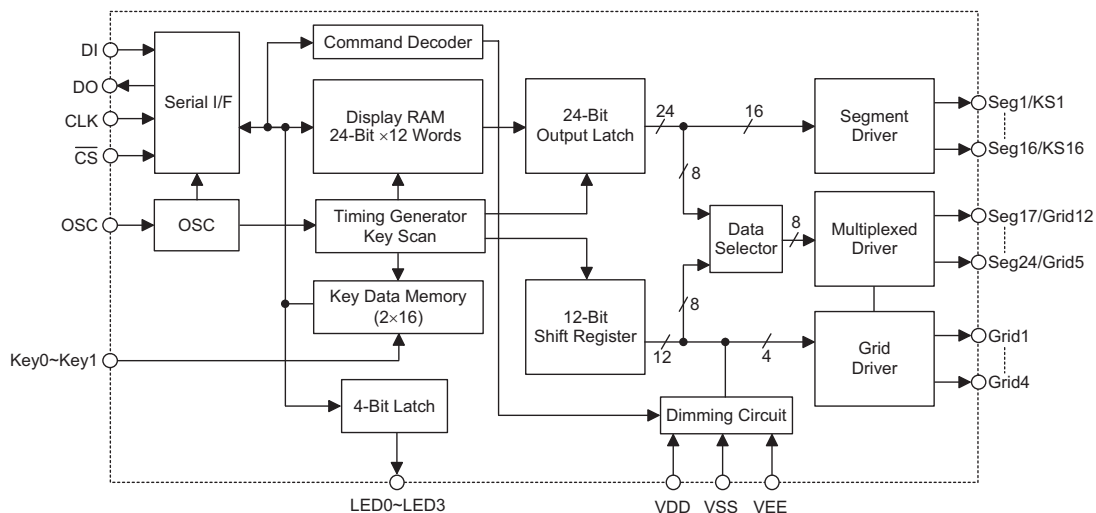 DI
DO
CLK
CS
OSC
Key0~Key1
Serial I/F
OSC
Command Decoder
Display RAM
24-Bit ×12 Words
Timing Generator
Key Scan
Key Data Memory
(2×16)
4-Bit Latch
LED0~LED3
24-Bit
Output Latch
12-Bit
Shift Register
24
16
8
8
12
4
Data
Selector
8
Dimming Circuit
VDD
VSS
VEE
Segment
Driver
Multiplexed
Driver
Grid
Driver
Seg1/KS1
Seg16/KS16
Seg17/Grid12
Seg24/Grid5
Grid1
Grid4